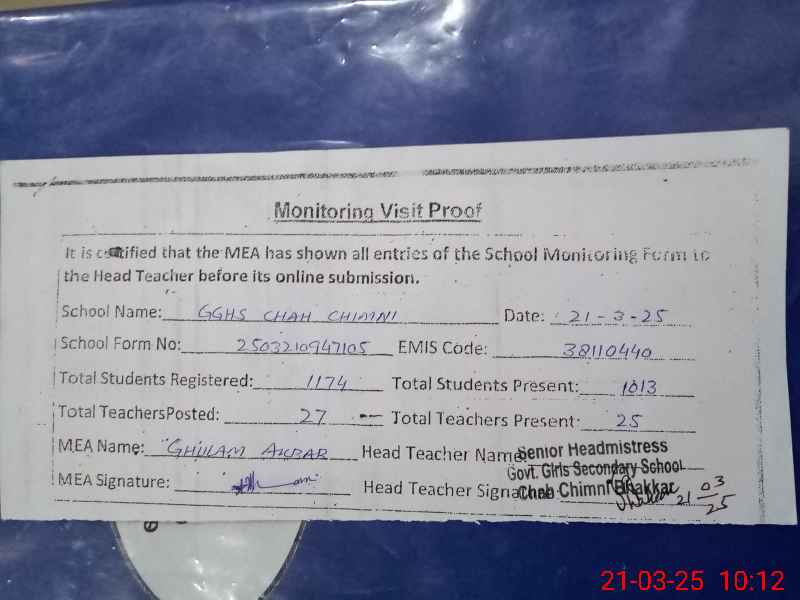 Monitoring Visit Proof
It is certified that the MEA has shown all entries of the School Monitoring Form to
the Head Teacher before its online submission.
School Name: GGHS CHAH CHIMNI Date: 21-3-25
School Form No: 2503210947105 EMIS Code: 38110440
Total Students Registered: 1174 Total Students Present: 1013
Total TeachersPosted: 27 Total Teachers Present: 25
MEA Name: GHULAM AKBAR Head Teacher Name:
Senior Headmistress
Govt. Girls Secondary School
MEA Signature: Head Teacher Signature
Chah Chimni Bhakkar
21 03
25
21-03-25 10:12